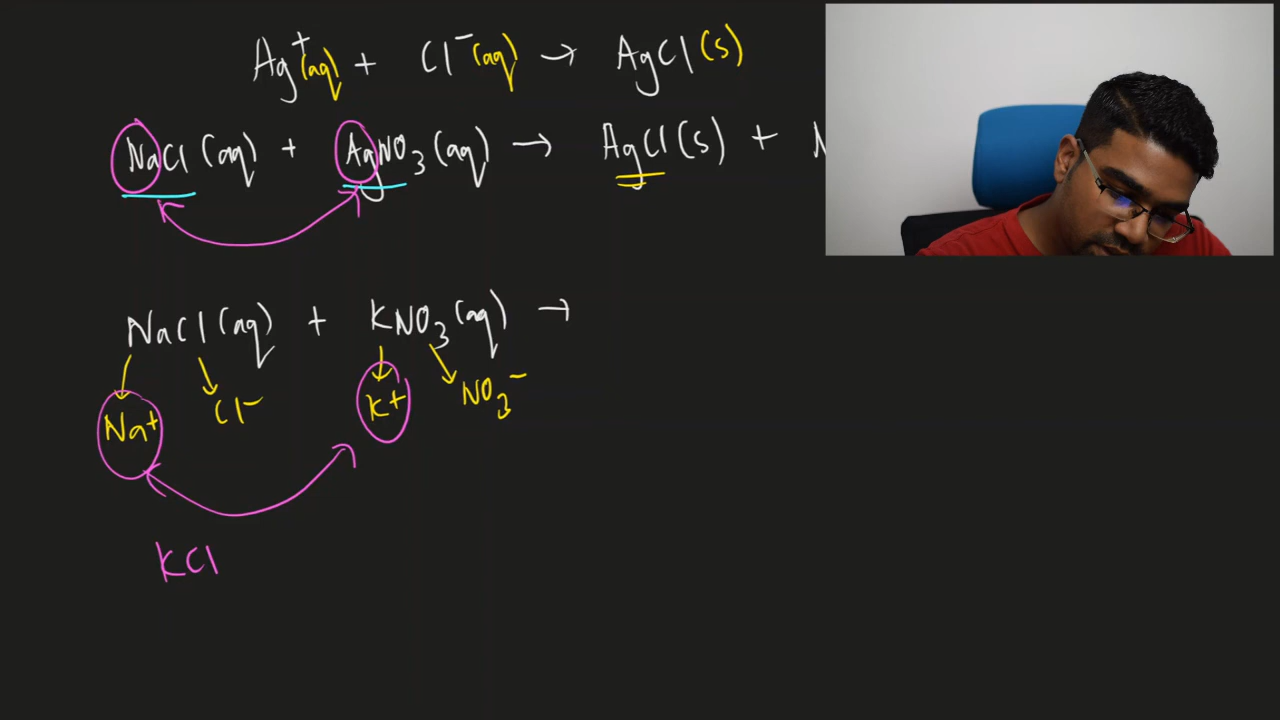 Ag⁺(aq) + Cl⁻(aq) → AgCl(s)
NaCl(aq) + AgNO₃(aq) → AgCl(s) + N
NaCl(aq) + KNO₃(aq) →
Na⁺ Cl⁻ K⁺ NO₃⁻
KCl